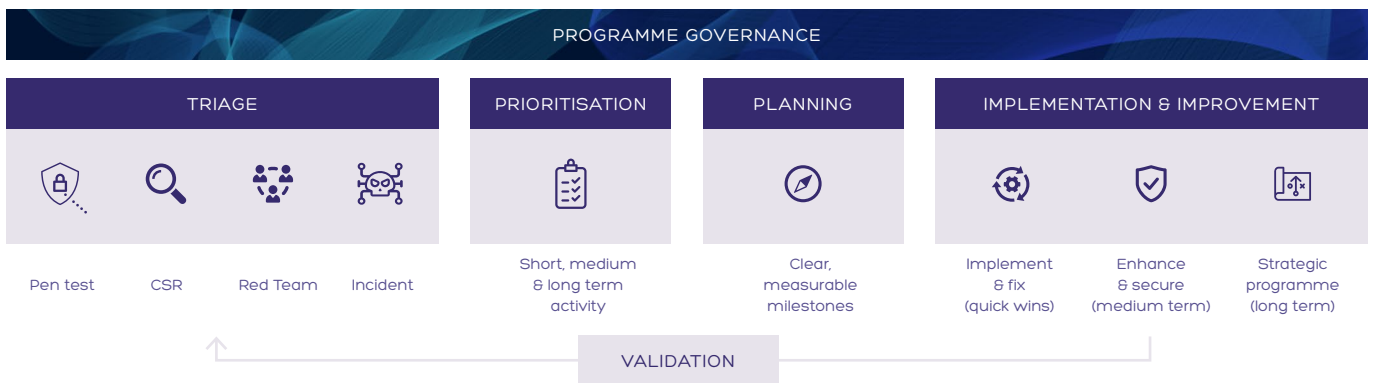 PROGRAMME GOVERNANCE
TRIAGE
PRIORITISATION
PLANNING
IMPLEMENTATION & IMPROVEMENT
Pen test
CSR
Red Team
Incident
Short, medium
& long term
activity
Clear,
measurable
milestones
Implement
& fix
(quick wins)
Enhance
& secure
(medium term)
Strategic
programme
(long term)
VALIDATION